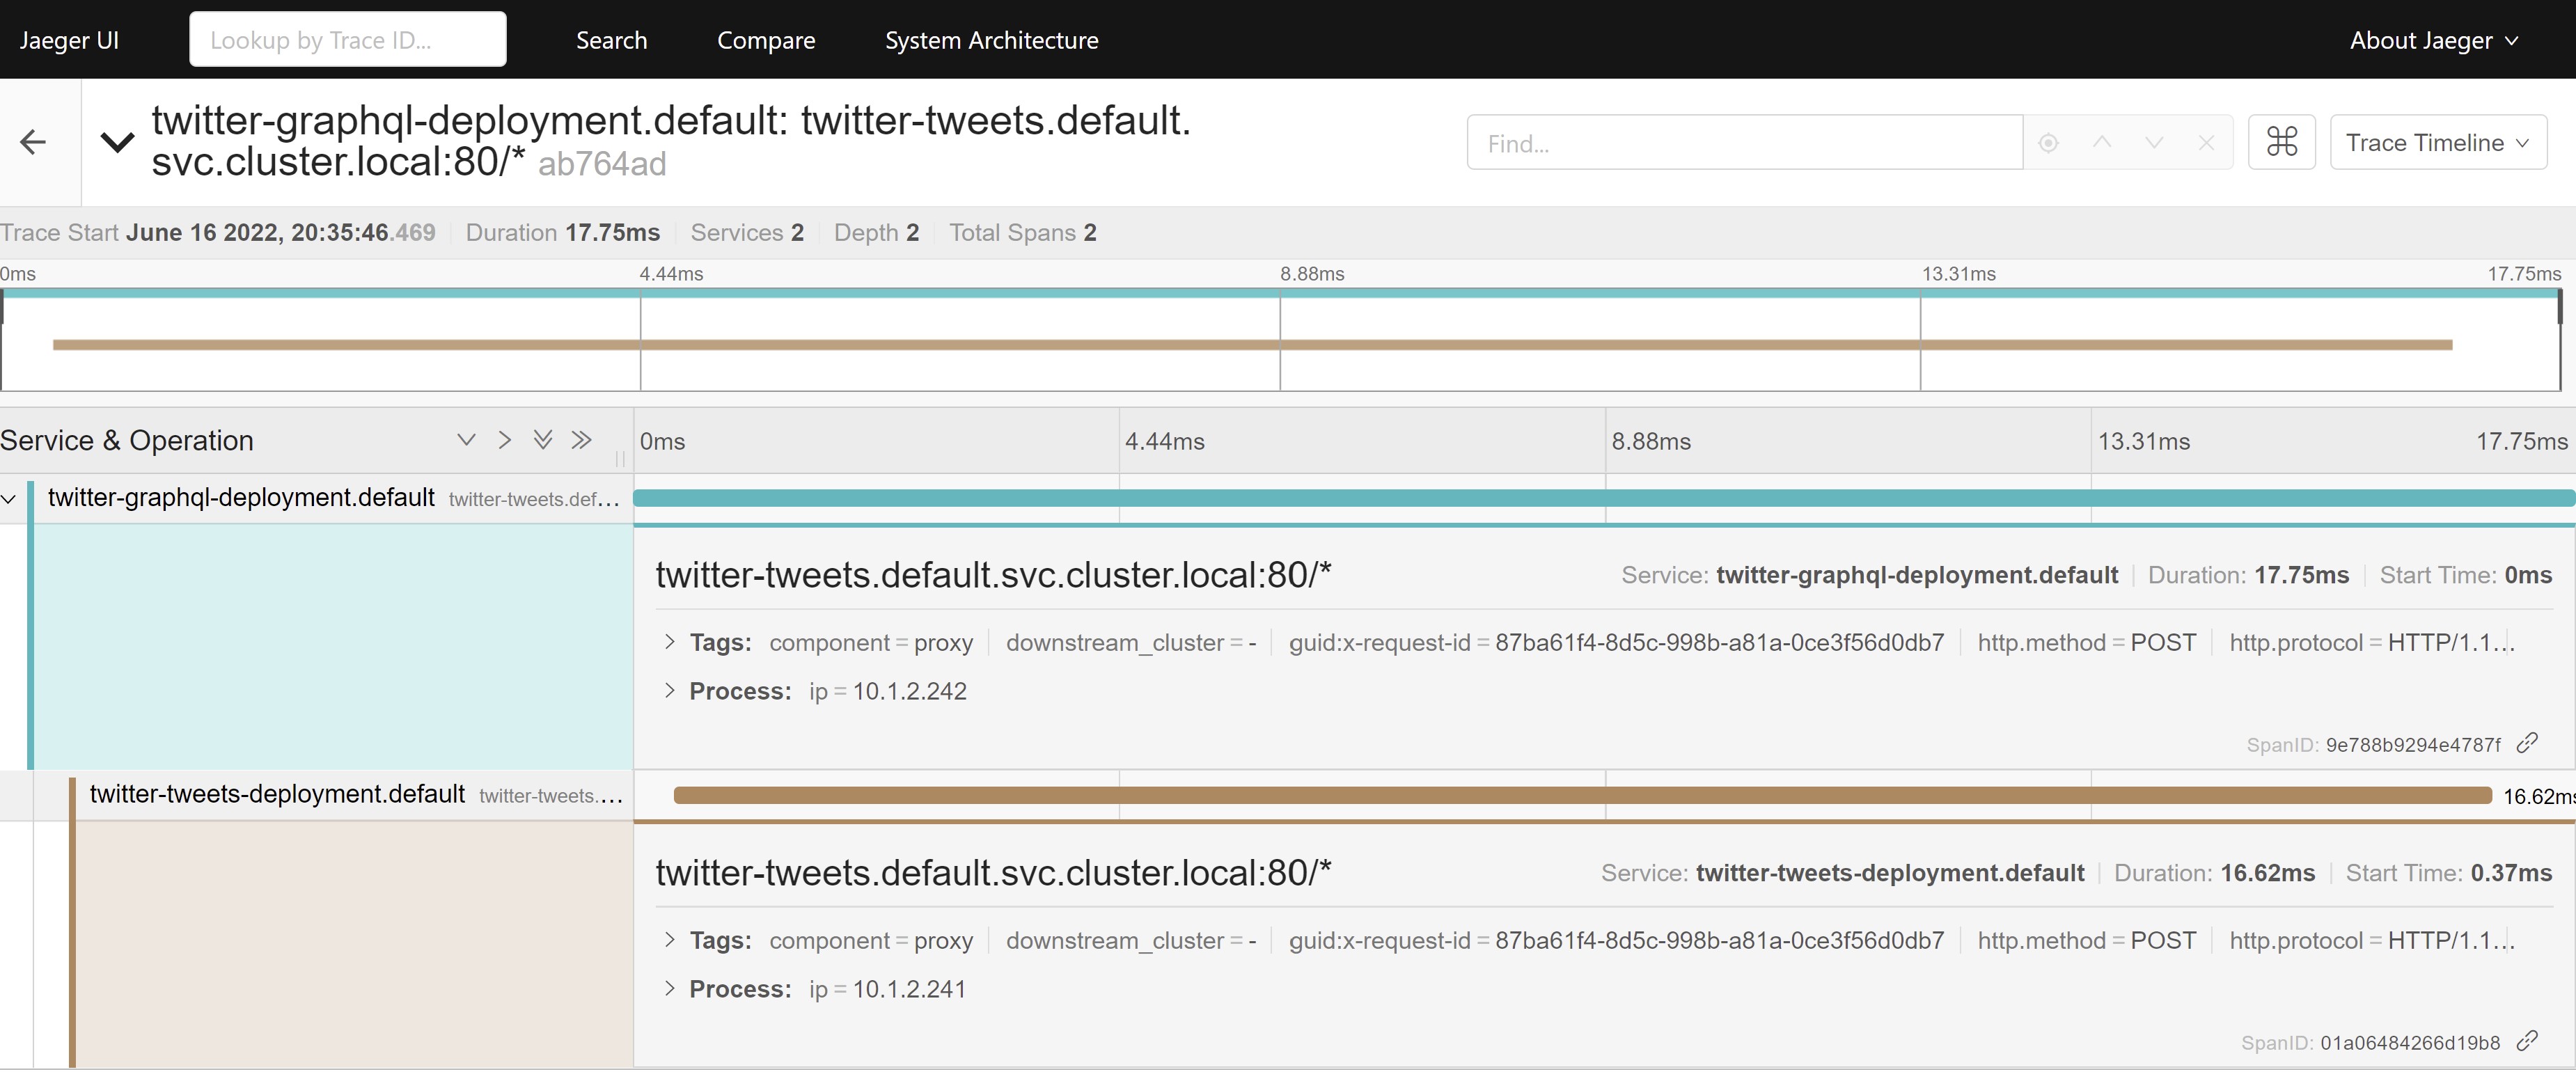 Jaeger UI Lookup by Trace ID... Search Compare System Architecture About Jaeger
twitter-graphql-deployment.default: twitter-tweets.default.
svc.cluster.local:80/* ab764ad
Find... Trace Timeline
Trace Start June 16 2022, 20:35:46.469 Duration 17.75ms Services 2 Depth 2 Total Spans 2
0ms 4.44ms 8.88ms 13.31ms 17.75ms
Service & Operation 0ms 4.44ms 8.88ms 13.31ms 17.75ms
twitter-graphql-deployment.default twitter-tweets.def...
twitter-tweets.default.svc.cluster.local:80/* Service: twitter-graphql-deployment.default Duration: 17.75ms Start Time: 0ms
Tags: component = proxy downstream_cluster = - guid:x-request-id = 87ba61f4-8d5c-998b-a81a-0ce3f56d0db7 http.method = POST http.protocol = HTTP/1.1...
Process: ip = 10.1.2.242
SpanID: 9e788b9294e4787f
twitter-tweets-deployment.default twitter-tweets.... 16.62ms
twitter-tweets.default.svc.cluster.local:80/* Service: twitter-tweets-deployment.default Duration: 16.62ms Start Time: 0.37ms
Tags: component = proxy downstream_cluster = - guid:x-request-id = 87ba61f4-8d5c-998b-a81a-0ce3f56d0db7 http.method = POST http.protocol = HTTP/1.1...
Process: ip = 10.1.2.241
SpanID: 01a06484266d19b8